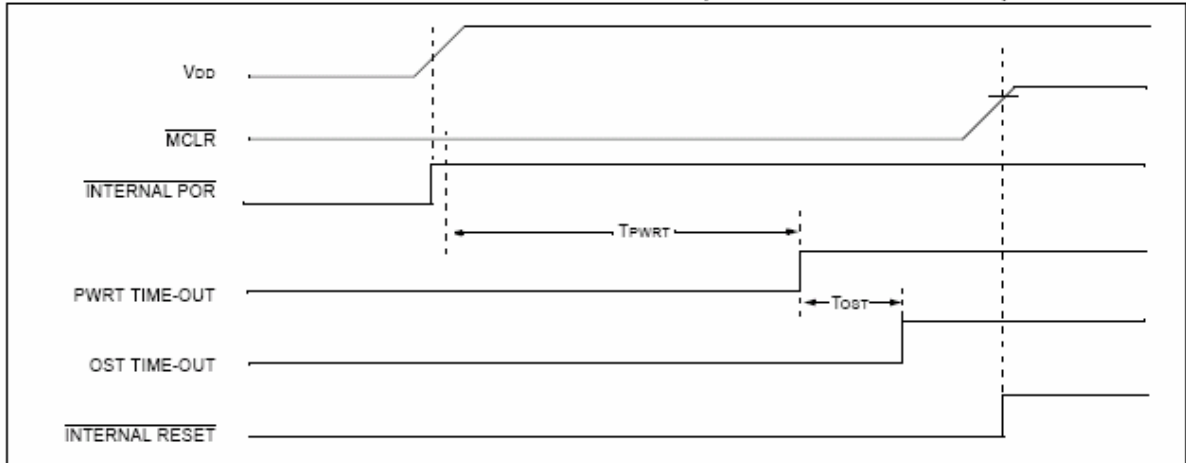 VDD
MCLR
INTERNAL POR
TPWRT
PWRT TIME-OUT
TOST
OST TIME-OUT
INTERNAL RESET